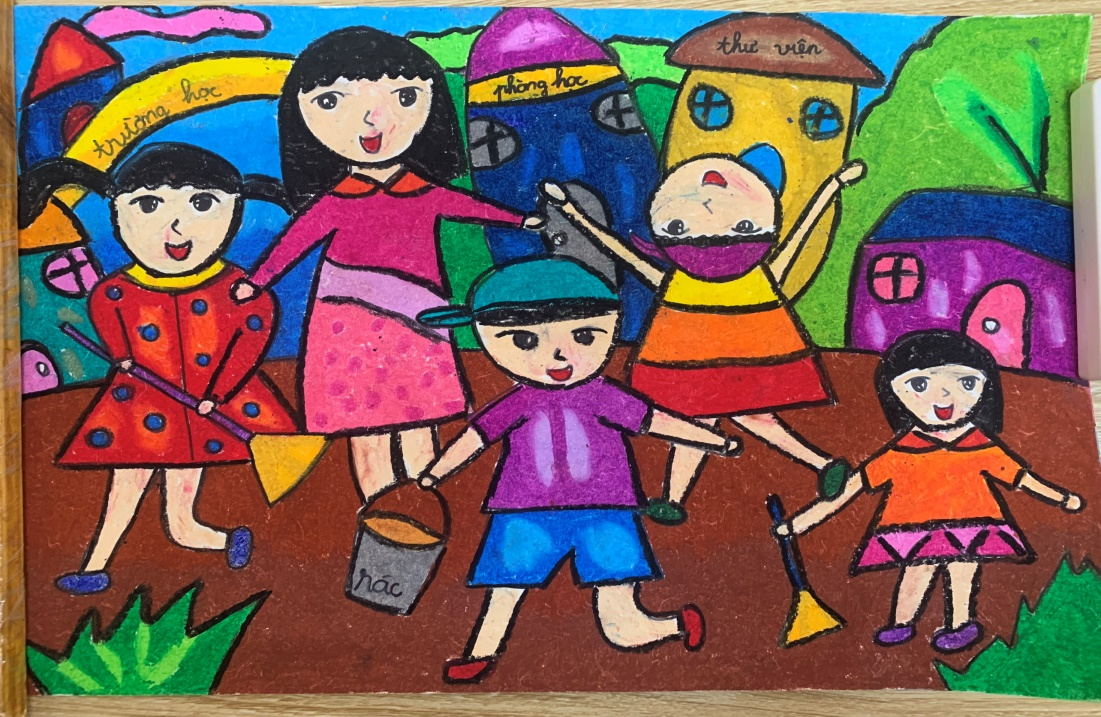 thư viện
phòng học
trường học
rác